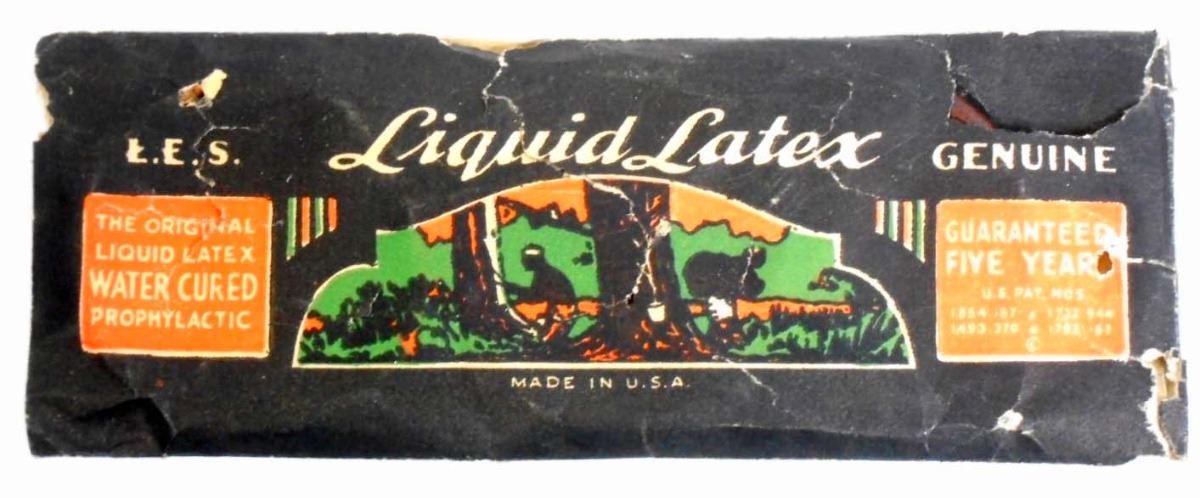 L.E.S.
Liquid Latex
GENUINE
THE ORIGINAL
LIQUID LATEX
WATER CURED
PROPHYLACTIC
GUARANTEED
FIVE YEARS
U.S. PAT. NOS.
©
MADE IN U.S.A.